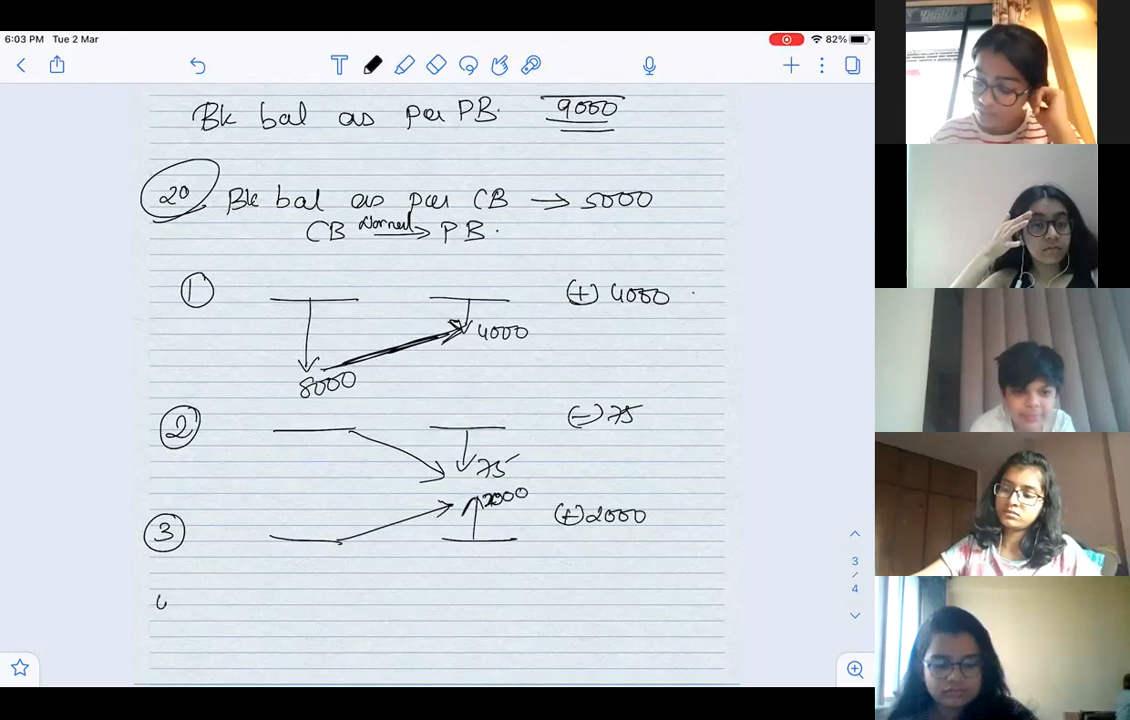 6:03 PM Tue 2 Mar 82%
Bk bal as per PB. 9000
20. Bk bal as per CB → 5000
CB Normal → PB.
1 (+) 4000
4000
8000
2 (-) 75
75
2000
3 (+) 2000
3
/
4